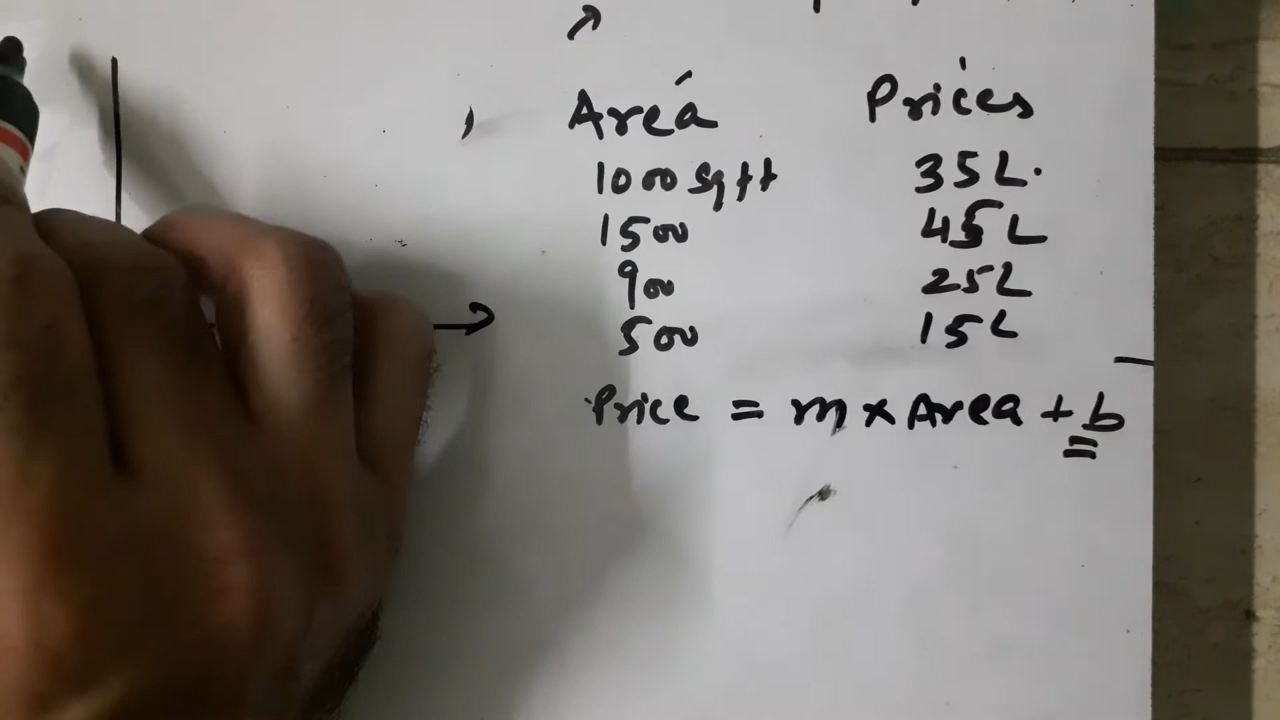 Area Prices
1000 sqft 35L.
1500 45L
900 25L
500 15L
Price = m x Area + b